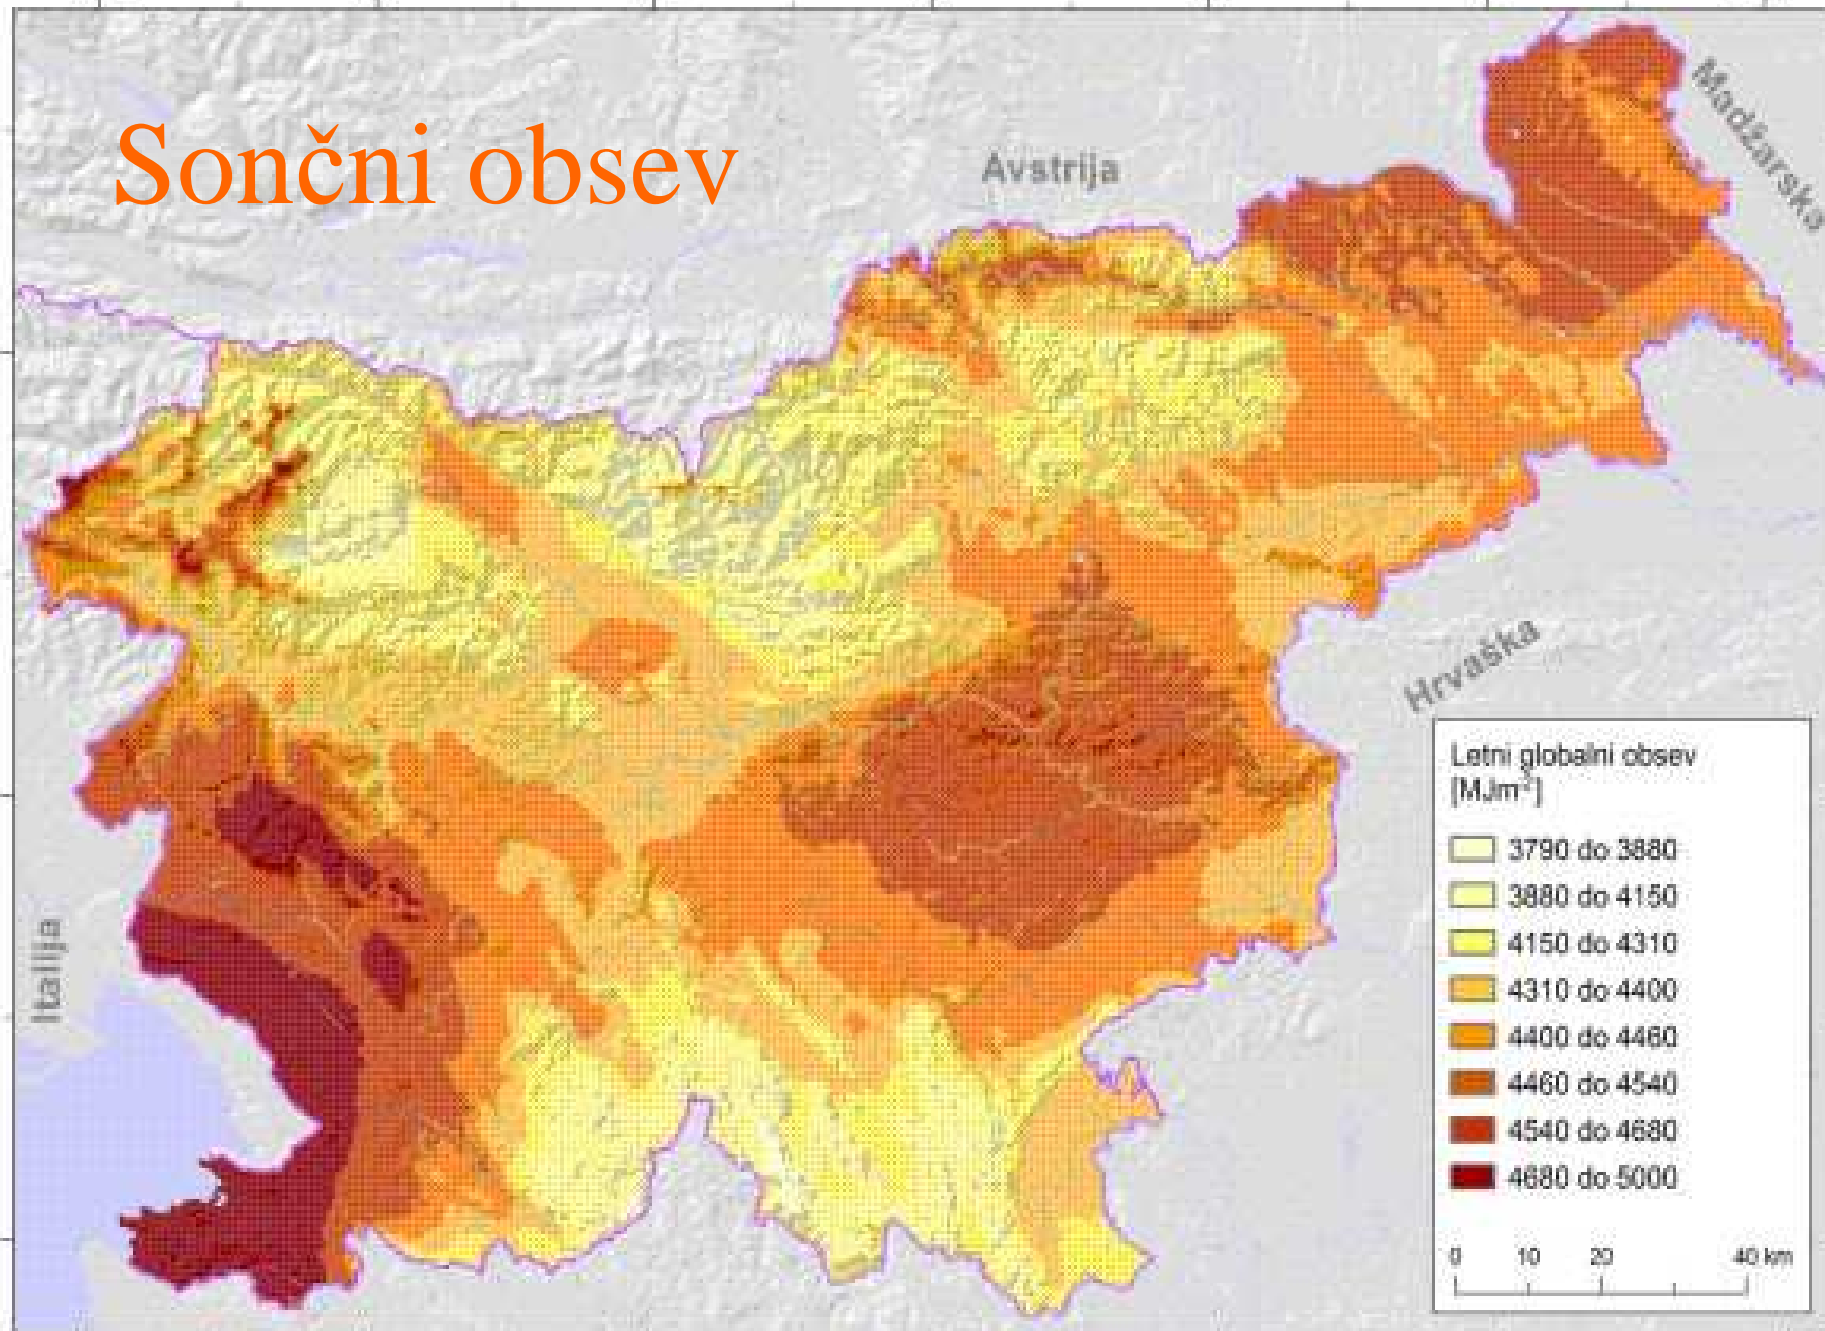 Sončni obsev
Avstrija
Madžarska
Hrvaška
Italija
Letni globalni obsev
[MJm⁻²]
3790 do 3880
3880 do 4150
4150 do 4310
4310 do 4400
4400 do 4460
4460 do 4540
4540 do 4680
4680 do 5000
0 10 20 40 km